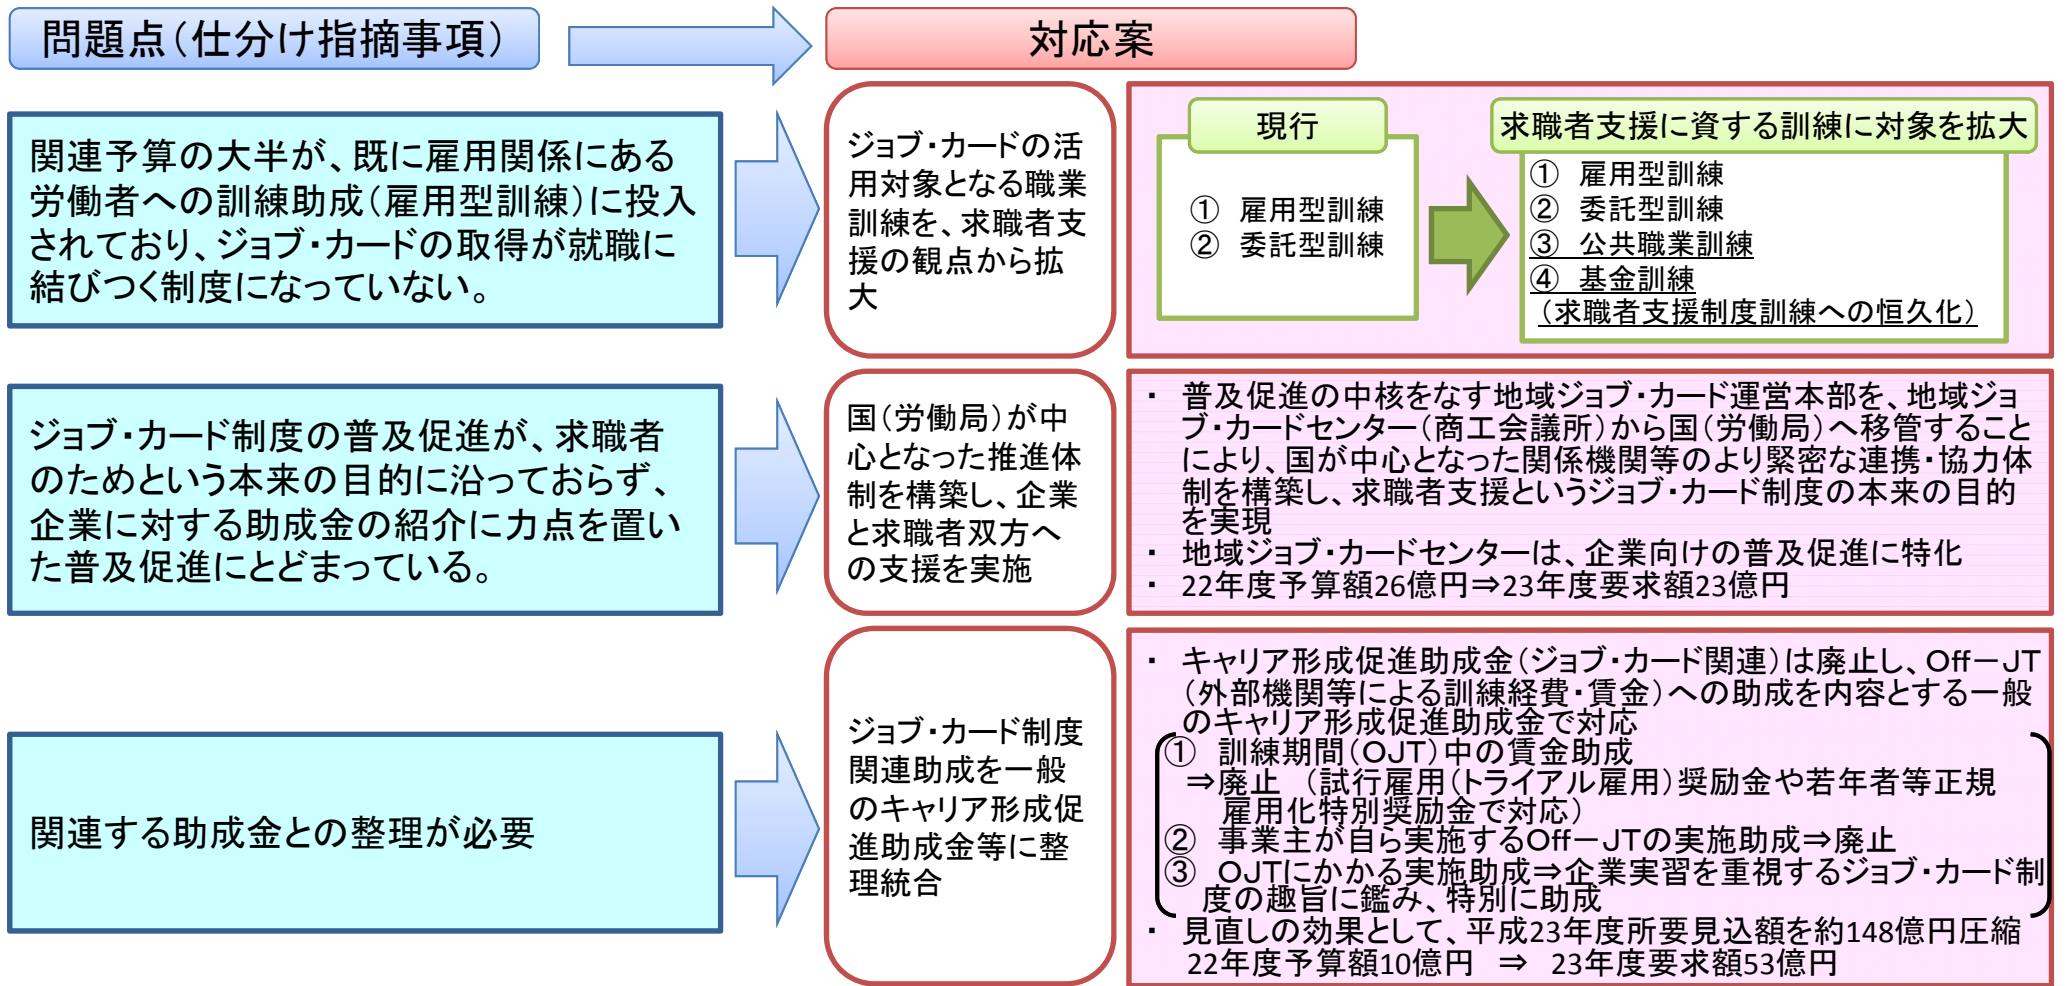 問題点（仕分け指摘事項）
対応案
関連予算の大半が、既に雇用関係にある
労働者への訓練助成（雇用型訓練）に投入
されており、ジョブ・カードの取得が就職に
結びつく制度になっていない。
ジョブ・カードの活
用対象となる職業
訓練を、求職者支
援の観点から拡
大
現行
① 雇用型訓練
② 委託型訓練
求職者支援に資する訓練に対象を拡大
① 雇用型訓練
② 委託型訓練
③ 公共職業訓練
④ 基金訓練
（求職者支援制度訓練への恒久化）
ジョブ・カード制度の普及促進が、求職者
のためという本来の目的に沿っておらず、
企業に対する助成金の紹介に力点を置い
た普及促進にとどまっている。
国（労働局）が中
心となった推進体
制を構築し、企業
と求職者双方へ
の支援を実施
・ 普及促進の中核をなす地域ジョブ・カード運営本部を、地域ジョ
ブ・カードセンター（商工会議所）から国（労働局）へ移管すること
により、国が中心となった関係機関等のより緊密な連携・協力体
制を構築し、求職者支援というジョブ・カード制度の本来の目的
を実現
・ 地域ジョブ・カードセンターは、企業向けの普及促進に特化
・ 22年度予算額26億円⇒23年度要求額23億円
関連する助成金との整理が必要
ジョブ・カード制度
関連助成を一般
のキャリア形成促
進助成金等に整
理統合
・ キャリア形成促進助成金（ジョブ・カード関連）は廃止し、Off－JT
（外部機関等による訓練経費・賃金）への助成を内容とする一般
のキャリア形成促進助成金で対応
① 訓練期間（OJT）中の賃金助成
⇒廃止 （試行雇用（トライアル雇用）奨励金や若年者等正規
雇用化特別奨励金で対応）
② 事業主が自ら実施するOff－JTの実施助成⇒廃止
③ OJTにかかる実施助成⇒企業実習を重視するジョブ・カード制
度の趣旨に鑑み、特別に助成
・ 見直しの効果として、平成23年度所要見込額を約148億円圧縮
22年度予算額10億円 ⇒ 23年度要求額53億円